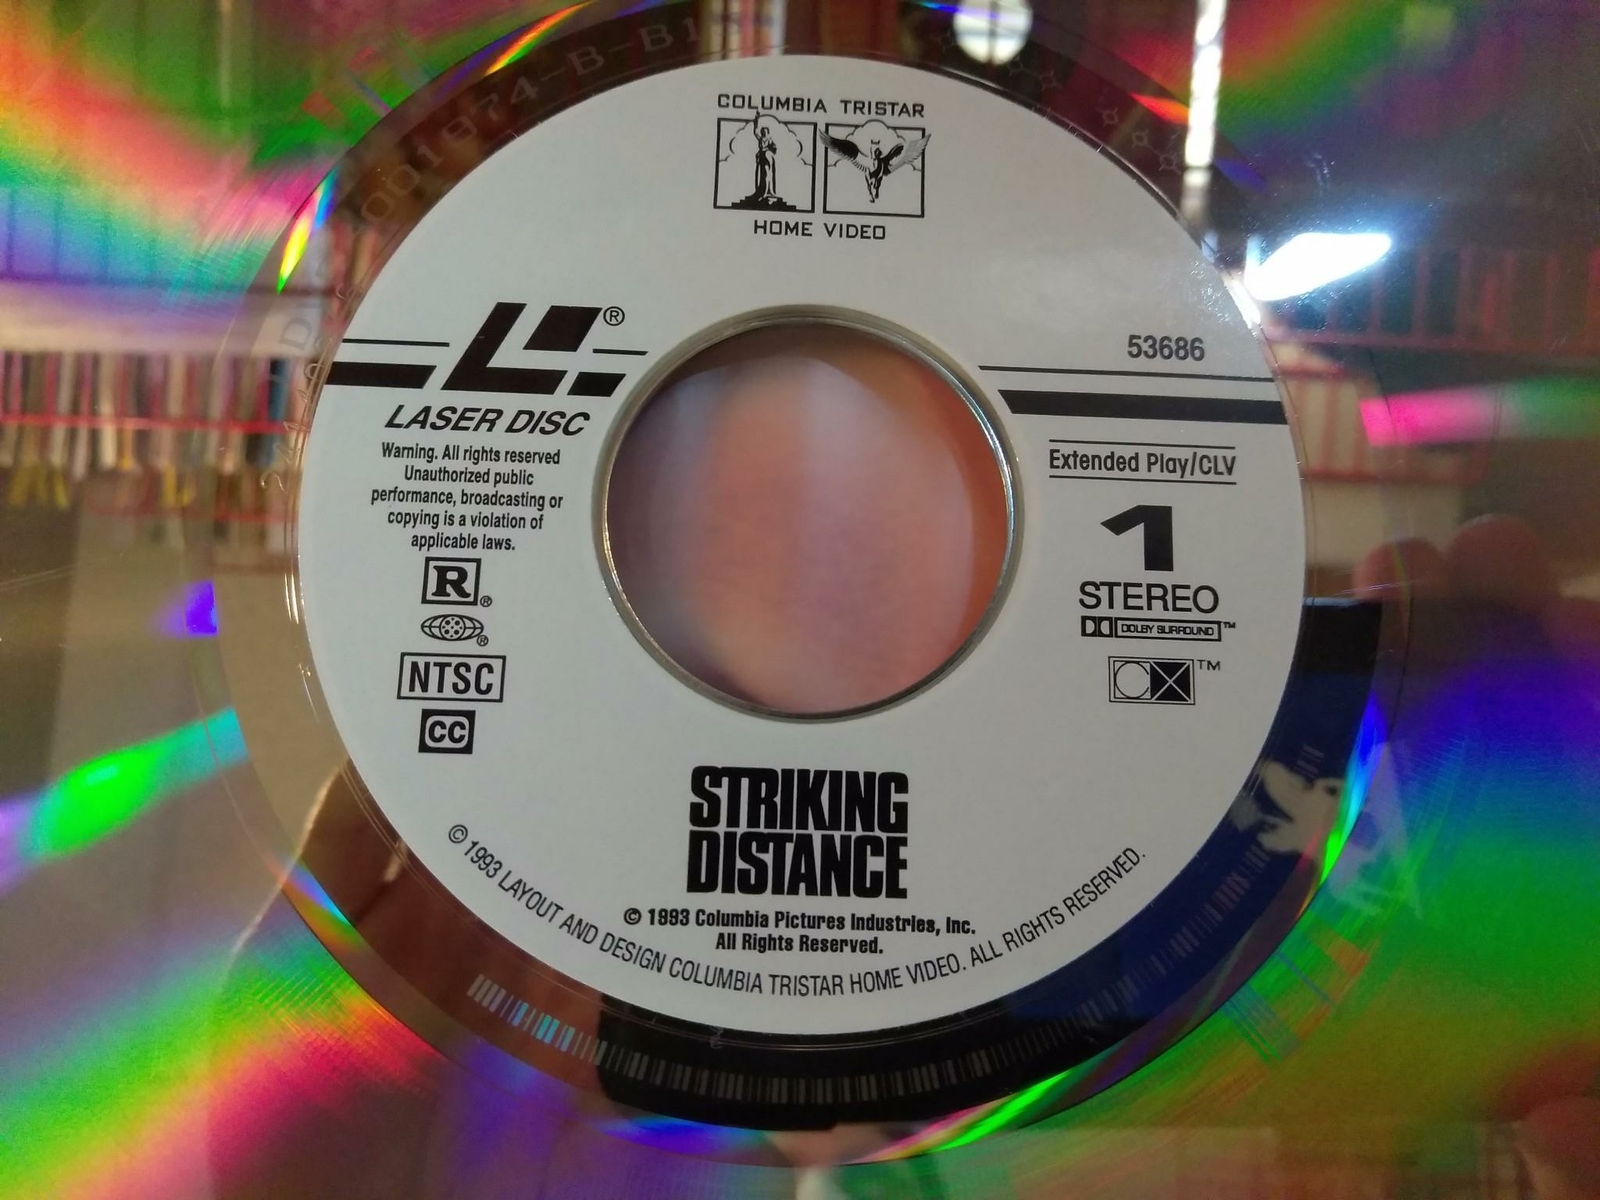 COLUMBIA TRISTAR
HOME VIDEO
®
LASER DISC
Warning. All rights reserved
Unauthorized public
performance, broadcasting or
copying is a violation of
applicable laws.
R®
®
NTSC
CC
53686
Extended Play/CLV
1
STEREO
DOLBY SURROUND™
™
STRIKING
DISTANCE
© 1993 Columbia Pictures Industries, Inc.
All Rights Reserved.
© 1993 LAYOUT AND DESIGN COLUMBIA TRISTAR HOME VIDEO. ALL RIGHTS RESERVED.